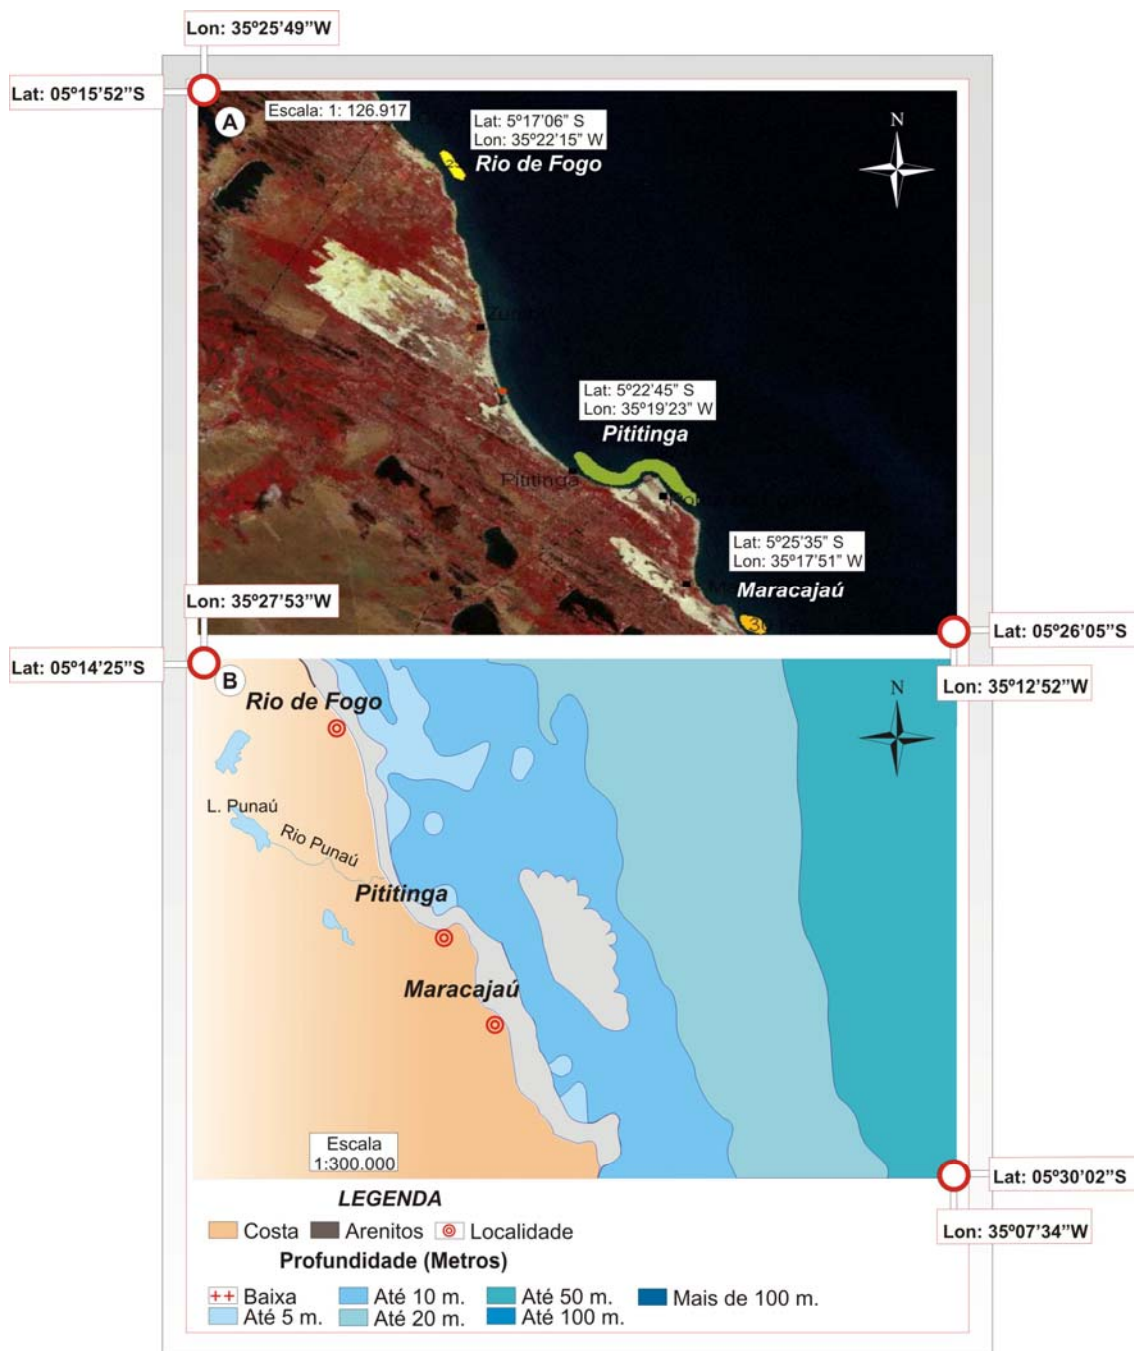 Lon: 35º25’49”W
Lat: 05º15’52”S
A
Escala: 1: 126.917
Lat: 5º17’06” S
Lon: 35º22’15” W
Rio de Fogo
N
Lat: 5º22’45” S
Lon: 35º19’23” W
Pititinga
Pititinga
Lat: 5º25’35” S
Lon: 35º17’51” W
Maracajaú
Lon: 35º27’53”W
Lat: 05º26’05”S
Lat: 05º14’25”S
Lon: 35º12’52”W
B
Rio de Fogo
N
L. Punaú
Rio Punaú
Pititinga
Maracajaú
Escala
1:300.000
Lat: 05º30’02”S
Lon: 35º07’34”W
LEGENDA
Costa Arenitos Localidade
Profundidade (Metros)
Baixa Até 10 m. Até 50 m. Mais de 100 m.
Até 5 m. Até 20 m. Até 100 m.